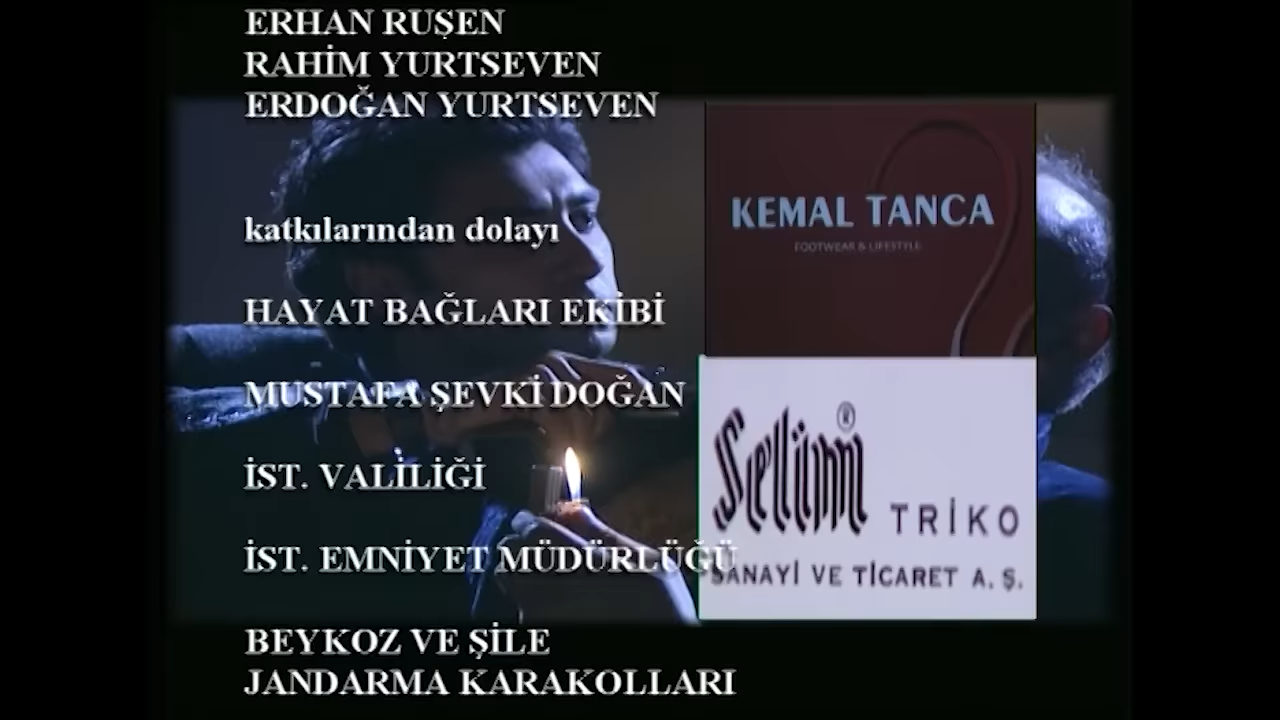 ERHAN RUŞEN
RAHİM YURTSEVEN
ERDOĞAN YURTSEVEN
katkılarından dolayı
HAYAT BAĞLARI EKİBİ
MUSTAFA ŞEVKİ DOĞAN
İST. VALİLİĞİ
İST. EMNİYET MÜDÜRLÜĞÜ
BEYKOZ VE ŞİLE
JANDARMA KARAKOLLARI
KEMAL TANCA
FOOTWEAR & LIFESTYLE
Selim ®
TRİKO
SANAYİ VE TİCARET A. Ş.